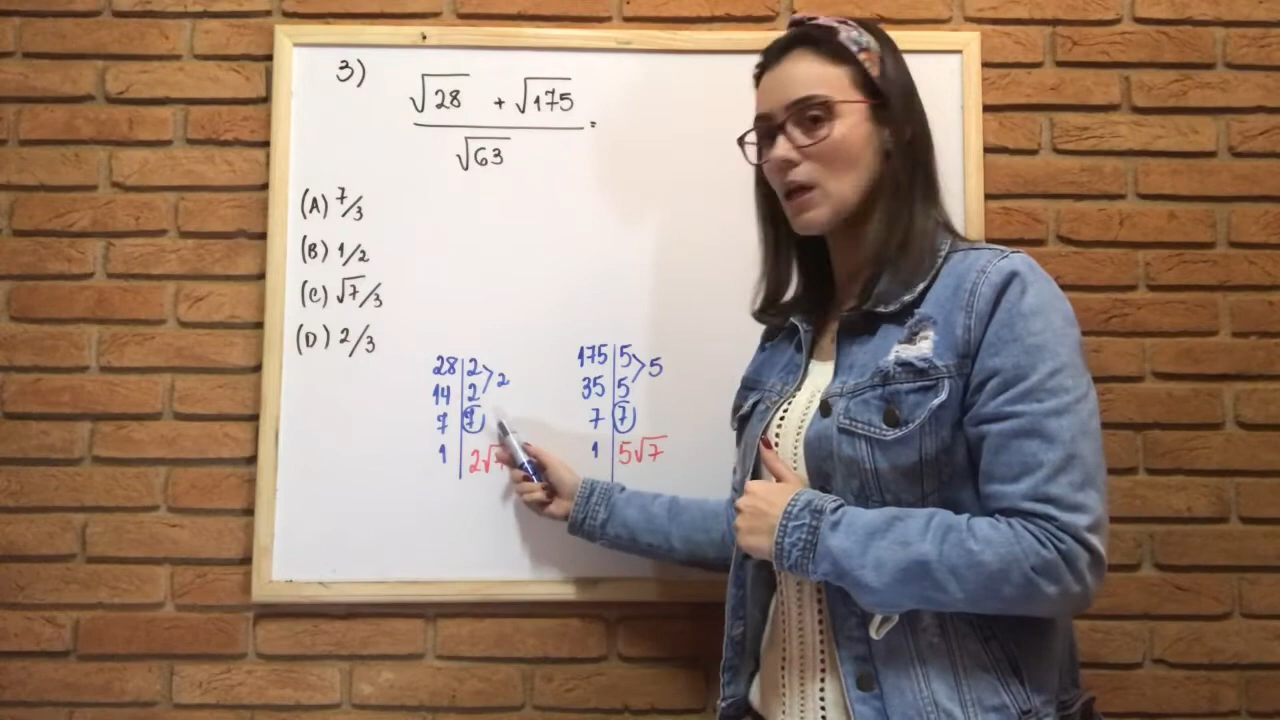 3)
√28 + √175
=
√63
(A) 7/3
(B) 1/2
(C) √7/3
(D) 2/3
28 | 2 > 2
14 | 2
7 | 7
1 | 2√7
175 | 5 > 5
35 | 5
7 | 7
1 | 5√7